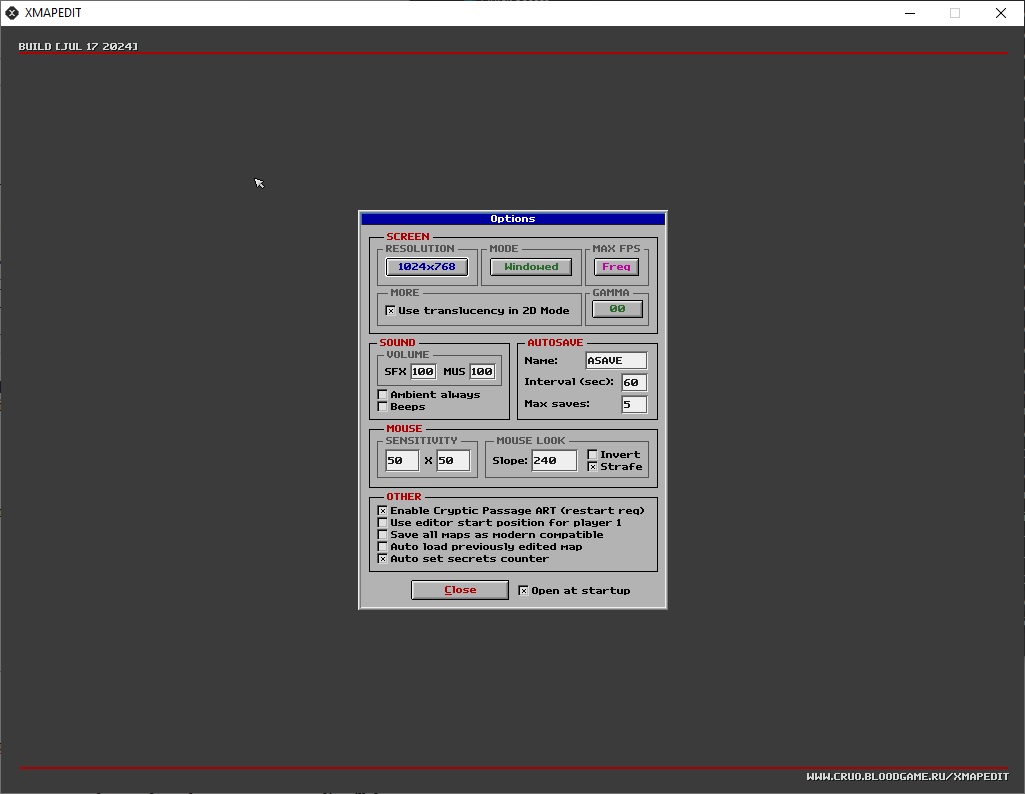 XMAPEDIT
BUILD [JUL 17 2024]
Options
SCREEN
RESOLUTION MODE MAX FPS
1024x768 Windowed Freq
MORE GAMMA
Use translucency in 2D Mode 00
SOUND AUTOSAVE
VOLUME
Name: ASAVE
SFX 100 MUS 100
Interval (sec): 60
Ambient always
Max saves: 5
Beeps
MOUSE
SENSITIVITY MOUSE LOOK
50 X 50 Slope: 240 Invert
Strafe
OTHER
Enable Cryptic Passage ART (restart req)
Use editor start position for player 1
Save all maps as modern compatible
Auto load previously edited map
Auto set secrets counter
Close Open at startup
WWW.CRUO.BLOODGAME.RU/XMAPEDIT